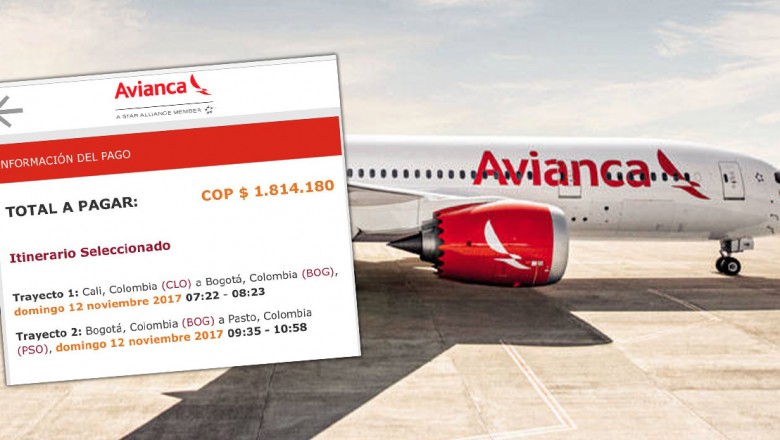 Avianca
A STAR ALLIANCE MEMBER
NFORMACIÓN DEL PAGO
TOTAL A PAGAR: COP $ 1.814.180
Itinerario Seleccionado
Trayecto 1: Cali, Colombia (CLO) a Bogotá, Colombia (BOG),
domingo 12 noviembre 2017 07:22 - 08:23
Trayecto 2: Bogotá, Colombia (BOG) a Pasto, Colombia
(PSO), domingo 12 noviembre 2017 09:35 - 10:58
Avianca